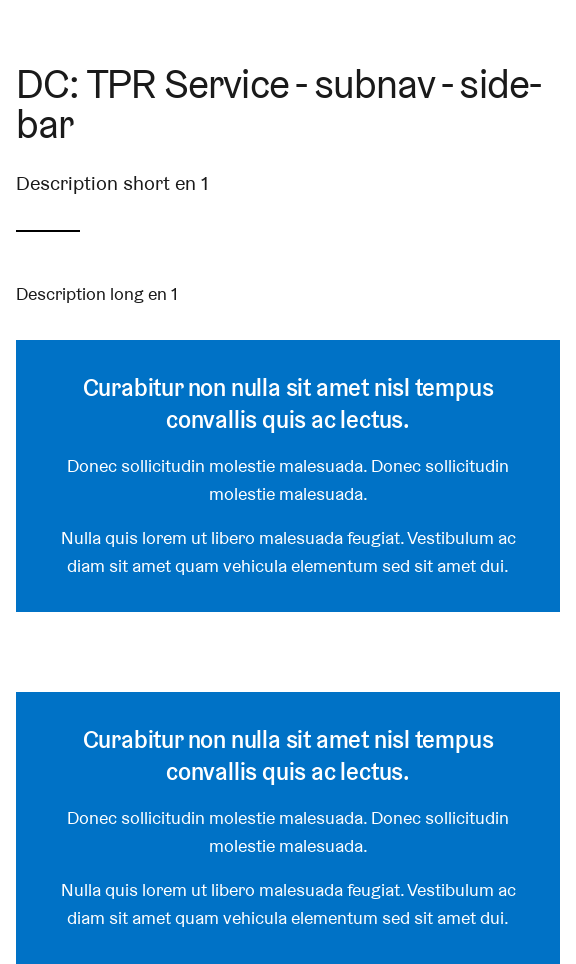 DC: TPR Service - subnav - side-
bar
Description short en 1
Description long en 1
Curabitur non nulla sit amet nisl tempus
convallis quis ac lectus.
Donec sollicitudin molestie malesuada. Donec sollicitudin
molestie malesuada.
Nulla quis lorem ut libero malesuada feugiat. Vestibulum ac
diam sit amet quam vehicula elementum sed sit amet dui.
Curabitur non nulla sit amet nisl tempus
convallis quis ac lectus.
Donec sollicitudin molestie malesuada. Donec sollicitudin
molestie malesuada.
Nulla quis lorem ut libero malesuada feugiat. Vestibulum ac
diam sit amet quam vehicula elementum sed sit amet dui.